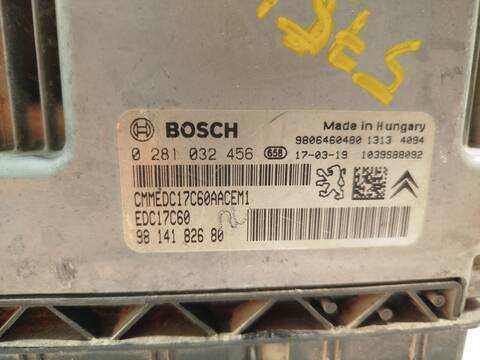 BOSCH
Made in Hungary
9806460480 1313 4094
0 281 032 456 658 17-03-19 1039S88092
CMMEDC17C60AACEM1
EDC17C60
98 141 826 80